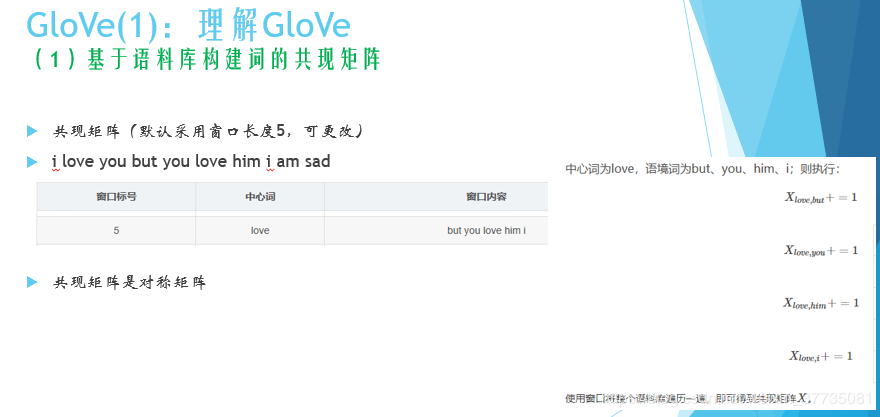 GloVe(1)：理解GloVe
（1）基于语料库构建词的共现矩阵
共现矩阵（默认采用窗口长度5，可更改）
i love you but you love him i am sad
窗口标号 中心词 窗口内容
5 love but you love him i
共现矩阵是对称矩阵
中心词为love，语境词为but、you、him、i；则执行：
X_{love,but}+ = 1
X_{love,you}+ = 1
X_{love,him}+ = 1
X_{love,i}+ = 1
使用窗口将整个语料库遍历一遍，即可得到共现矩阵X。